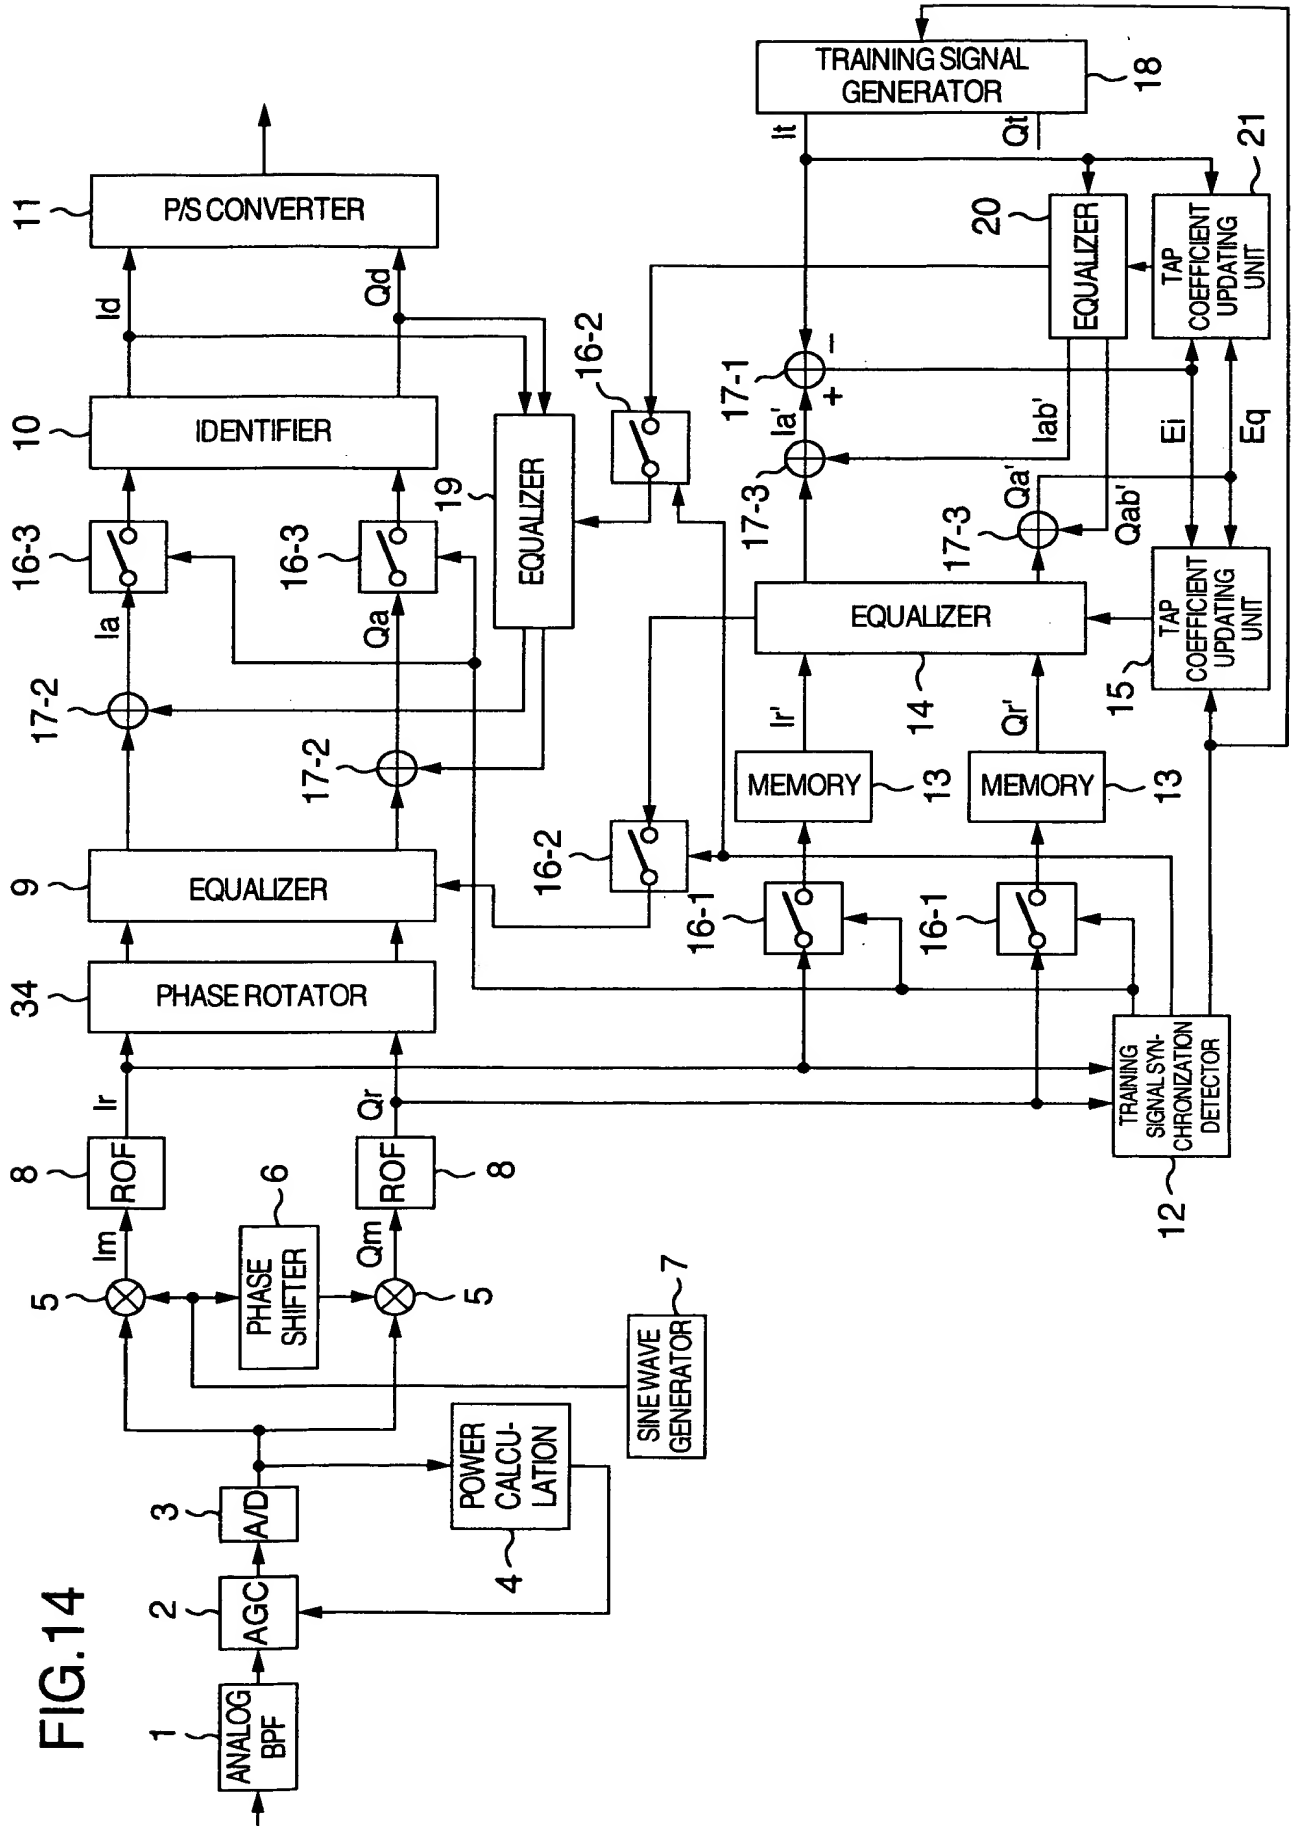 FIG.14
1
ANALOG
BPF
2
AGC
3
A/D
4
POWER
CALCU-
LATION
5
Im
PHASE
SHIFTER
6
5
Qm
SINE WAVE
GENERATOR
7
8
ROF
Ir
ROF
8
Qr
34
PHASE ROTATOR
9
EQUALIZER
17-2
Ia
17-2
Qa
16-3
16-3
10
IDENTIFIER
Id
Qd
11
P/S CONVERTER
19
EQUALIZER
16-2
16-2
12
TRAINING
SIGNAL SYN-
CHRONIZATION
DETECTOR
16-1
16-1
MEMORY
13
MEMORY
13
Ir'
Qr'
14
EQUALIZER
15
TAP
COEFFICIENT
UPDATING
UNIT
17-3
Ia'
17-3
Qa'
Qab'
Iab'
17-1
+
−
Ei
Eq
20
EQUALIZER
TAP
COEFFICIENT
UPDATING
UNIT
21
It
Qt
TRAINING SIGNAL
GENERATOR
18